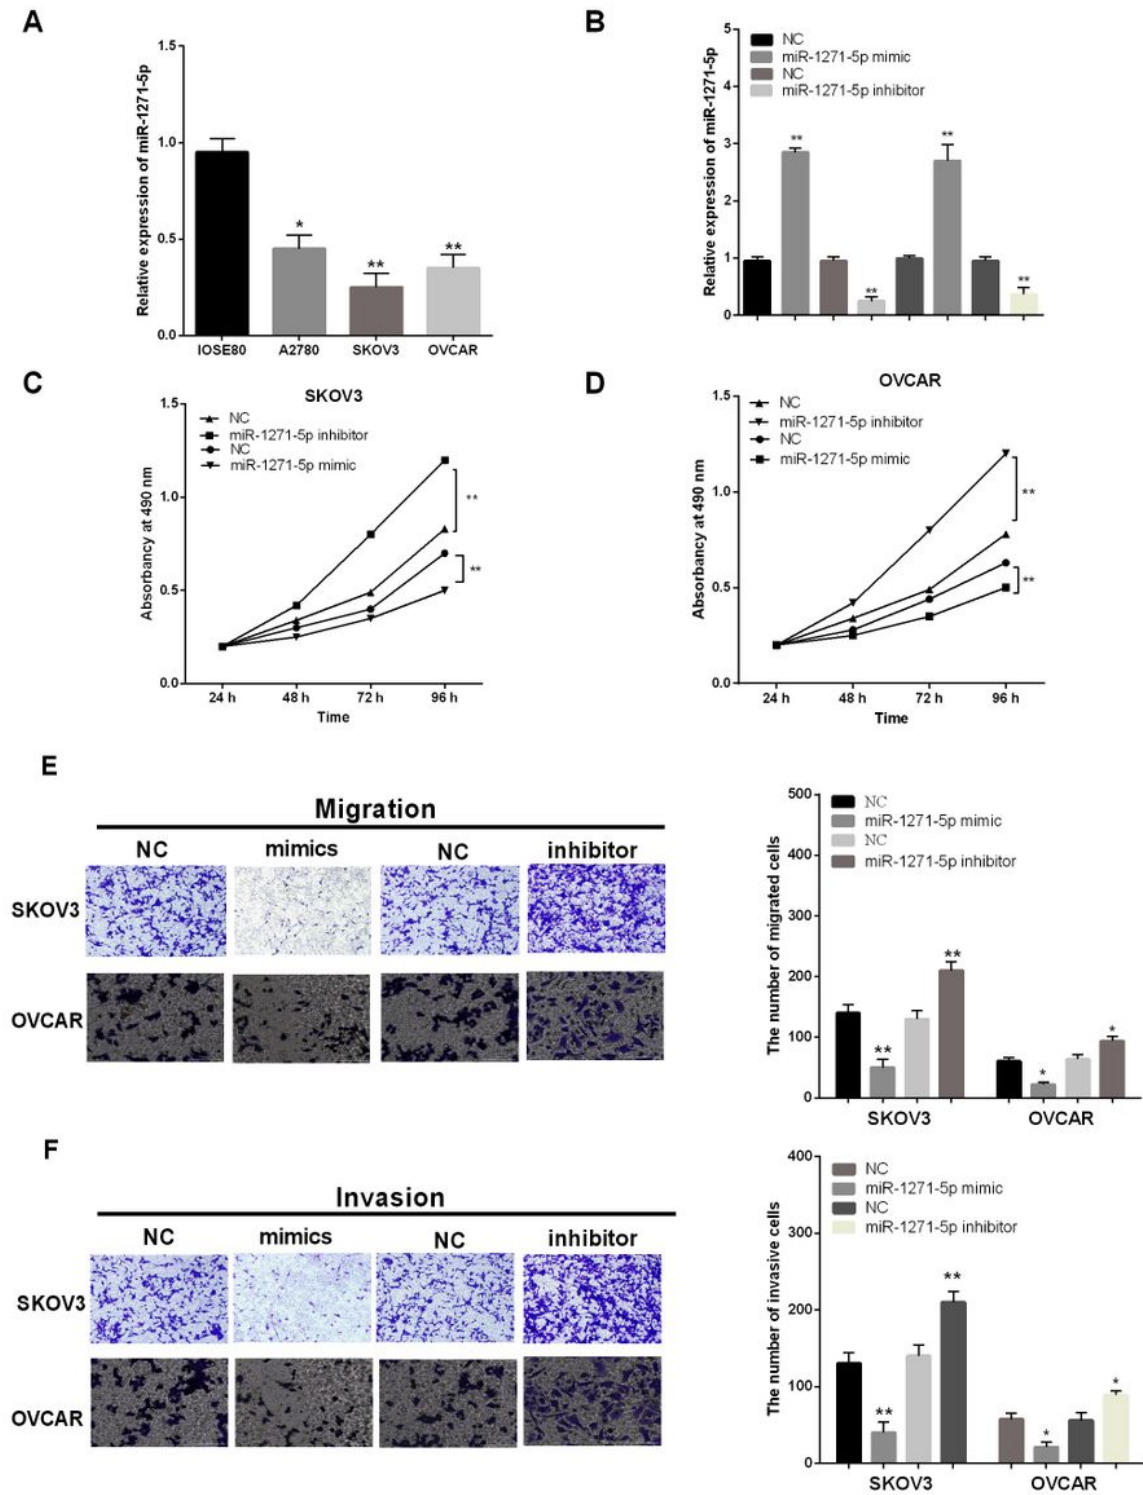 A
Relative expression of miR-1271-5p
1.5
1.0
0.5
0.0
*
**
**
IOSE80 A2780 SKOV3 OVCAR
B
Relative expression of miR-1271-5p
5
4
3
2
1
0
NC
miR-1271-5p mimic
NC
miR-1271-5p inhibitor
**
**
**
**
C
SKOV3
Absorbancy at 490 nm
1.5
1.0
0.5
0.0
NC
miR-1271-5p inhibitor
NC
miR-1271-5p mimic
**
**
24 h 48 h 72 h 96 h
Time
D
OVCAR
Absorbancy at 490 nm
1.5
1.0
0.5
0.0
NC
miR-1271-5p inhibitor
NC
miR-1271-5p mimic
**
**
24 h 48 h 72 h 96 h
Time
E
Migration
NC mimics NC inhibitor
SKOV3
OVCAR
The number of migrated cells
500
400
300
200
100
0
NC
miR-1271-5p mimic
NC
miR-1271-5p inhibitor
**
**
*
*
SKOV3 OVCAR
F
Invasion
NC mimics NC inhibitor
SKOV3
OVCAR
The number of invasive cells
400
300
200
100
0
NC
miR-1271-5p mimic
NC
miR-1271-5p inhibitor
**
**
*
*
SKOV3 OVCAR